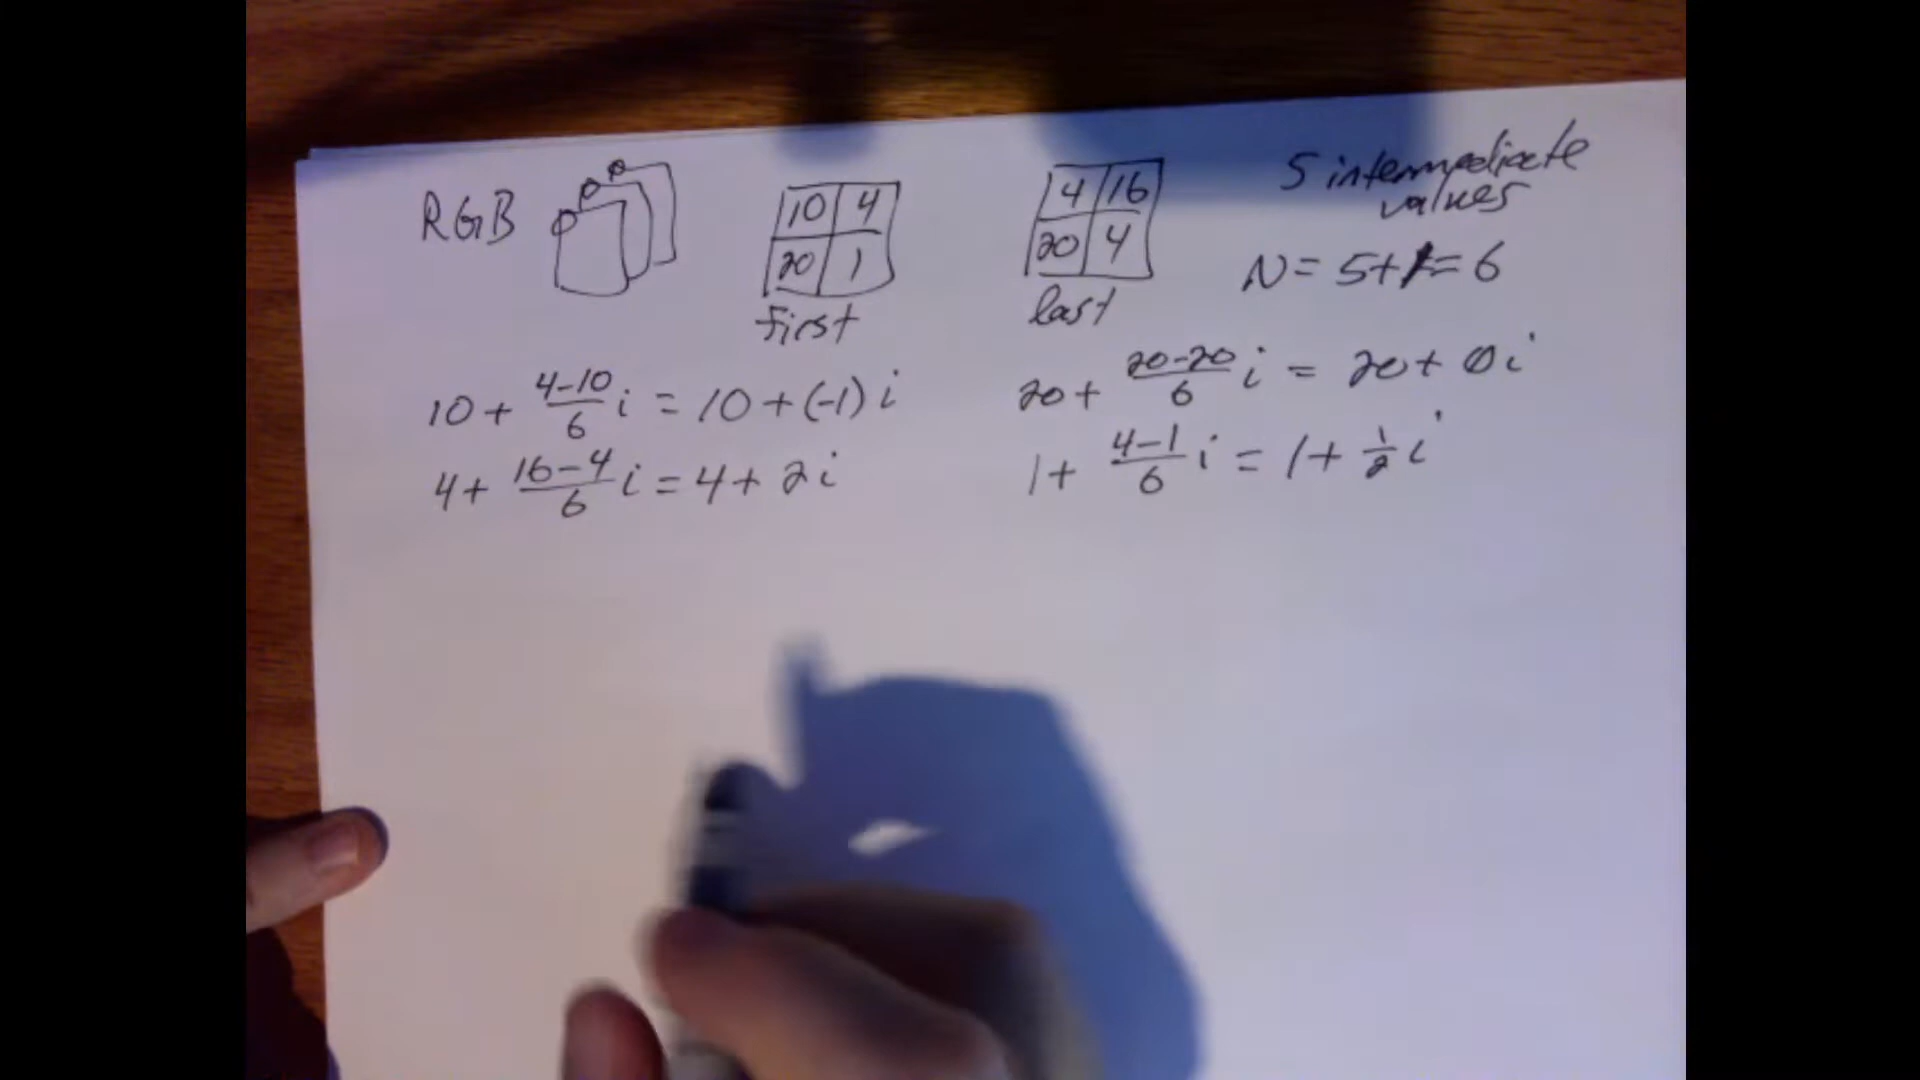 RGB
10 4
20 1
first
4 16
20 4
last
5 intermediate
values
N = 5+1 = 6
10 + (4-10)/6 i = 10 + (-1) i
4 + (16-4)/6 i = 4 + 2 i
20 + (20-20)/6 i = 20 + 0 i
1 + (4-1)/6 i = 1 + 1/2 i